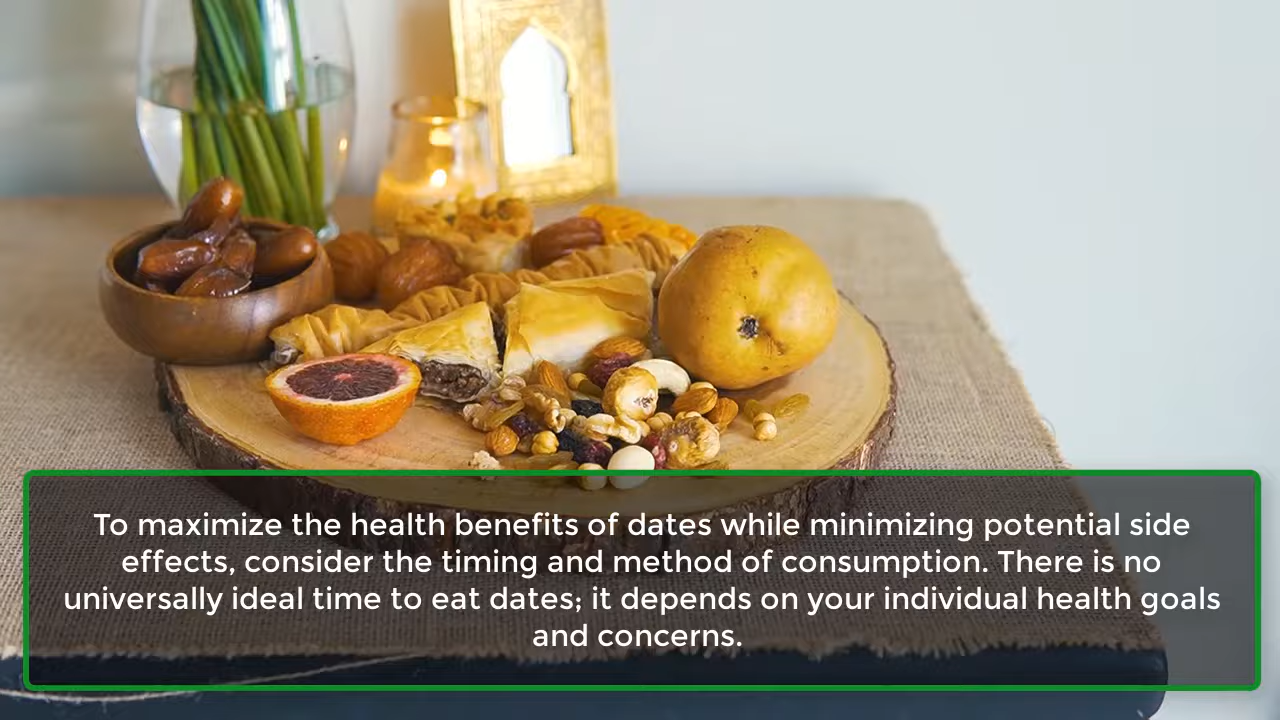 To maximize the health benefits of dates while minimizing potential side
effects, consider the timing and method of consumption. There is no
universally ideal time to eat dates; it depends on your individual health goals
and concerns.